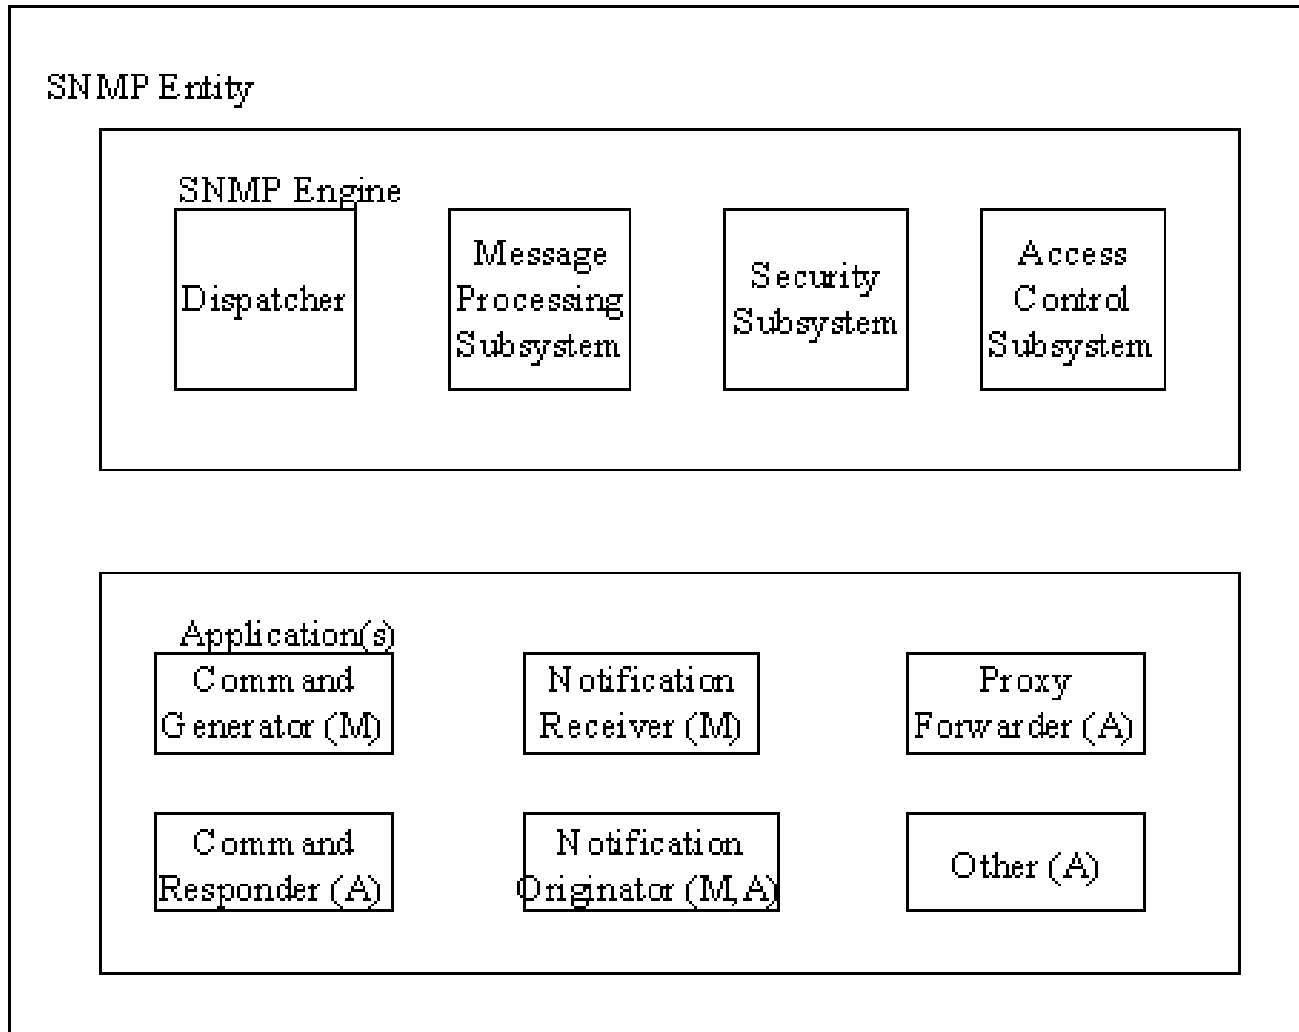 SNMP Entity
SNMP Engine
Dispatcher
Message
Processing
Subsystem
Security
Subsystem
Access
Control
Subsystem
Application(s)
Command
Generator (M)
Notification
Receiver (M)
Proxy
Forwarder (A)
Command
Responder (A)
Notification
Originator (M,A)
Other (A)